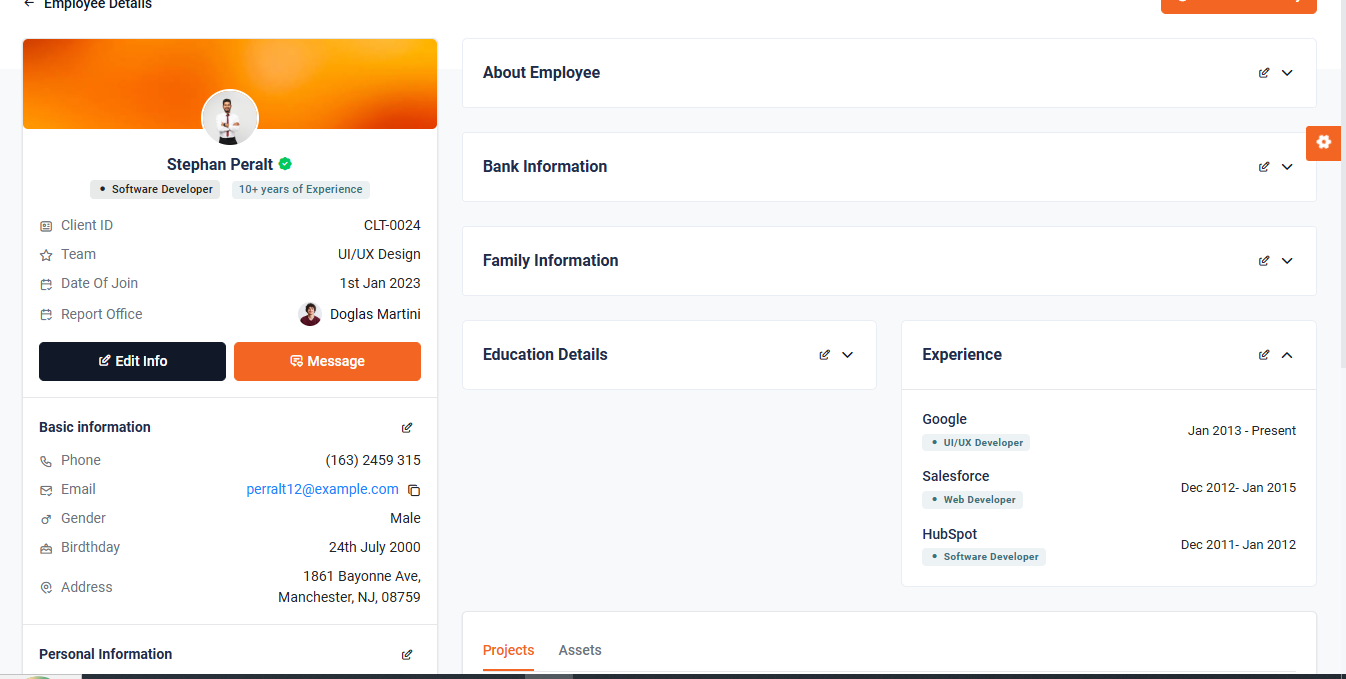 Employee Details
Stephan Peralt
Software Developer
10+ years of Experience
Client ID
CLT-0024
Team
UI/UX Design
Date Of Join
1st Jan 2023
Report Office
Doglas Martini
Edit Info
Message
Basic information
Phone
(163) 2459 315
Email
perralt12@example.com
Gender
Male
Birdthday
24th July 2000
Address
1861 Bayonne Ave,
Manchester, NJ, 08759
Personal Information
About Employee
Bank Information
Family Information
Education Details
Experience
Google
UI/UX Developer
Jan 2013 - Present
Salesforce
Web Developer
Dec 2012- Jan 2015
HubSpot
Software Developer
Dec 2011- Jan 2012
Projects
Assets